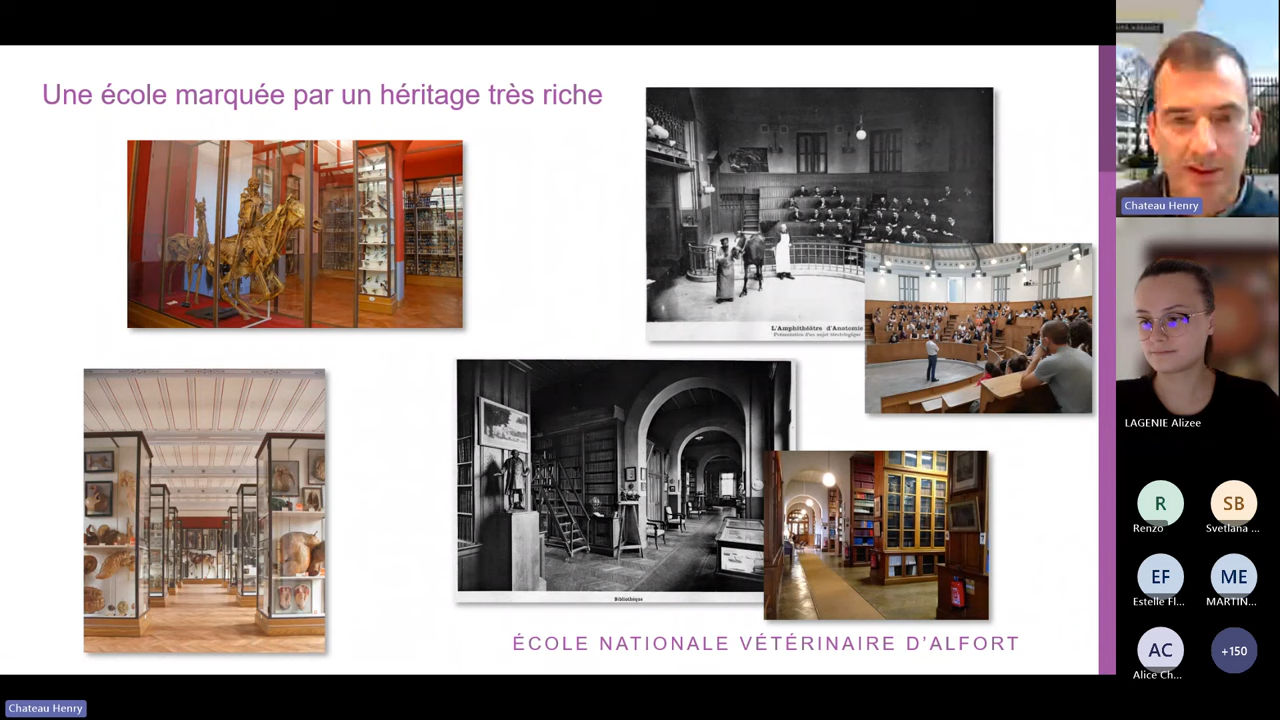 Une école marquée par un héritage très riche
L'Amphithéâtre d'Anatomie
Bibliothèque
ÉCOLE NATIONALE VÉTÉRINAIRE D'ALFORT
Chateau Henry
LAGENIE Alizee
R
Renzo
SB
Svetlana ...
EF
Estelle Fl...
ME
MARTIN...
AC
Alice Ch...
+150
Chateau Henry